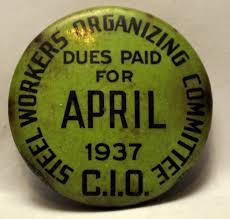 STEEL WORKERS ORGANIZING COMMITTEE
DUES PAID
FOR
APRIL
1937
C.I.O.